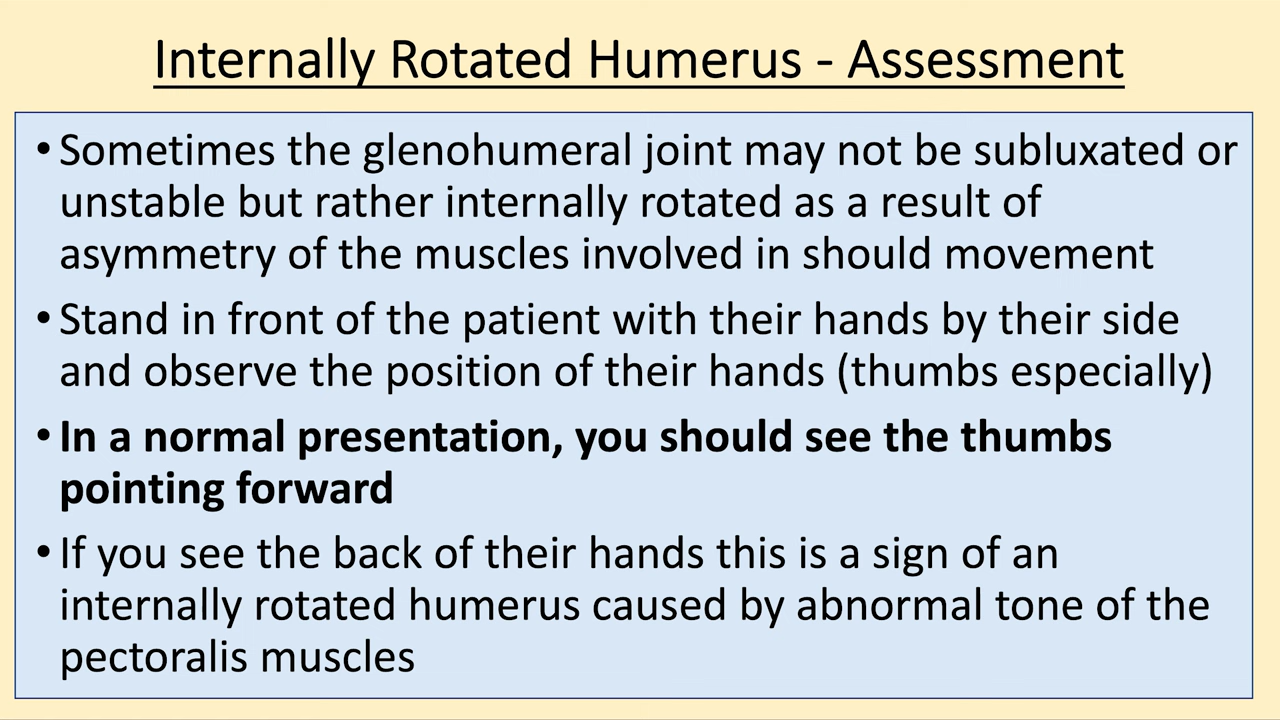 Internally Rotated Humerus - Assessment
• Sometimes the glenohumeral joint may not be subluxated or
unstable but rather internally rotated as a result of
asymmetry of the muscles involved in should movement
• Stand in front of the patient with their hands by their side
and observe the position of their hands (thumbs especially)
• In a normal presentation, you should see the thumbs
pointing forward
• If you see the back of their hands this is a sign of an
internally rotated humerus caused by abnormal tone of the
pectoralis muscles